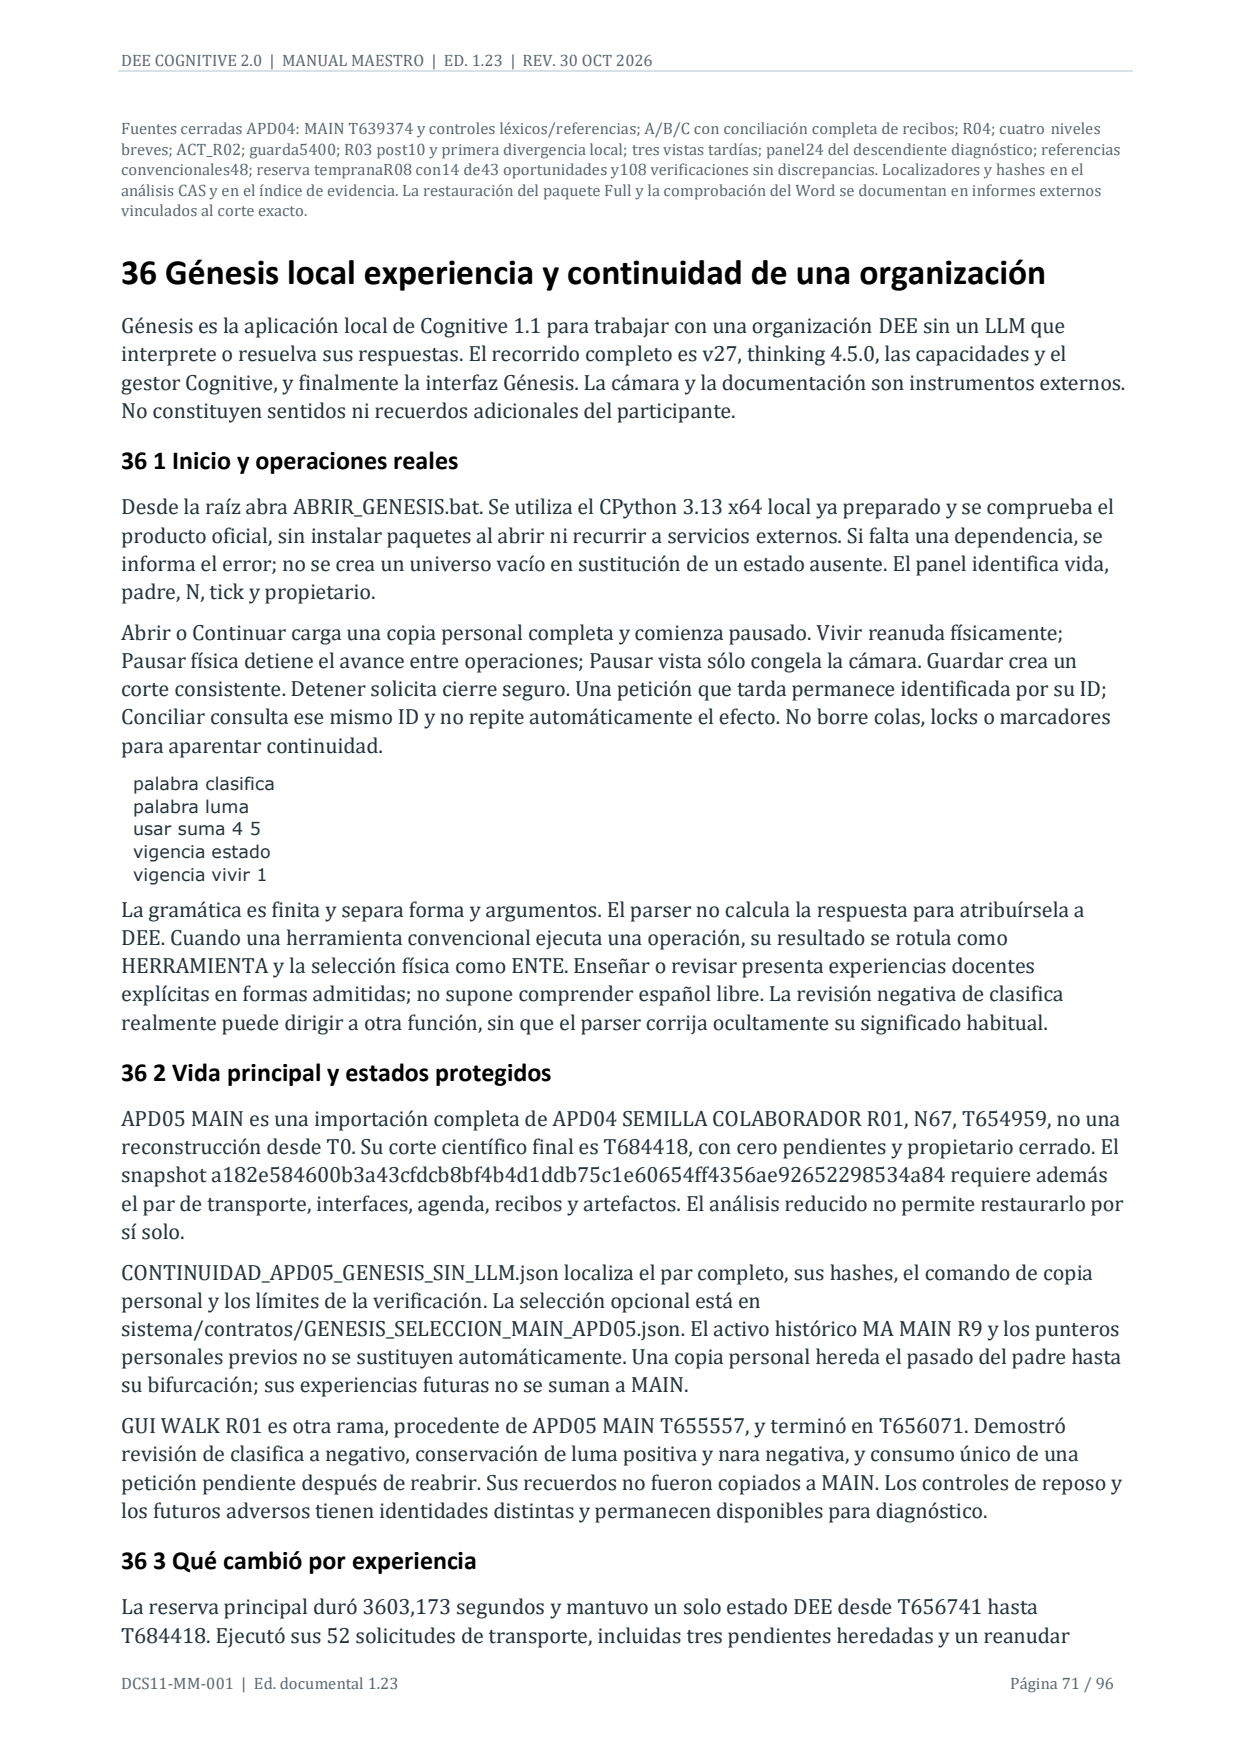 DEE COGNITIVE 2.0 | MANUAL MAESTRO | ED. 1.23 | REV. 30 OCT 2026
Fuentes cerradas APD04: MAIN T639374 y controles léxicos/referencias; A/B/C con conciliación completa de recibos; R04; cuatro niveles
breves; ACT_R02; guarda5400; R03 post10 y primera divergencia local; tres vistas tardías; panel24 del descendiente diagnóstico; referencias
convencionales48; reserva tempranaR08 con14 de43 oportunidades y108 verificaciones sin discrepancias. Localizadores y hashes en el
análisis CAS y en el índice de evidencia. La restauración del paquete Full y la comprobación del Word se documentan en informes externos
vinculados al corte exacto.
36 Génesis local experiencia y continuidad de una organización
Génesis es la aplicación local de Cognitive 1.1 para trabajar con una organización DEE sin un LLM que
interprete o resuelva sus respuestas. El recorrido completo es v27, thinking 4.5.0, las capacidades y el
gestor Cognitive, y finalmente la interfaz Génesis. La cámara y la documentación son instrumentos externos.
No constituyen sentidos ni recuerdos adicionales del participante.
36 1 Inicio y operaciones reales
Desde la raíz abra ABRIR_GENESIS.bat. Se utiliza el CPython 3.13 x64 local ya preparado y se comprueba el
producto oficial, sin instalar paquetes al abrir ni recurrir a servicios externos. Si falta una dependencia, se
informa el error; no se crea un universo vacío en sustitución de un estado ausente. El panel identifica vida,
padre, N, tick y propietario.
Abrir o Continuar carga una copia personal completa y comienza pausado. Vivir reanuda físicamente;
Pausar física detiene el avance entre operaciones; Pausar vista sólo congela la cámara. Guardar crea un
corte consistente. Detener solicita cierre seguro. Una petición que tarda permanece identificada por su ID;
Conciliar consulta ese mismo ID y no repite automáticamente el efecto. No borre colas, locks o marcadores
para aparentar continuidad.
palabra clasifica
palabra luma
usar suma 4 5
vigencia estado
vigencia vivir 1
La gramática es finita y separa forma y argumentos. El parser no calcula la respuesta para atribuírsela a
DEE. Cuando una herramienta convencional ejecuta una operación, su resultado se rotula como
HERRAMIENTA y la selección física como ENTE. Enseñar o revisar presenta experiencias docentes
explícitas en formas admitidas; no supone comprender español libre. La revisión negativa de clasifica
realmente puede dirigir a otra función, sin que el parser corrija ocultamente su significado habitual.
36 2 Vida principal y estados protegidos
APD05 MAIN es una importación completa de APD04 SEMILLA COLABORADOR R01, N67, T654959, no una
reconstrucción desde T0. Su corte científico final es T684418, con cero pendientes y propietario cerrado. El
snapshot a182e584600b3a43cfdcb8bf4b4d1ddb75c1e60654ff4356ae92652298534a84 requiere además
el par de transporte, interfaces, agenda, recibos y artefactos. El análisis reducido no permite restaurarlo por
sí solo.
CONTINUIDAD_APD05_GENESIS_SIN_LLM.json localiza el par completo, sus hashes, el comando de copia
personal y los límites de la verificación. La selección opcional está en
sistema/contratos/GENESIS_SELECCION_MAIN_APD05.json. El activo histórico MA MAIN R9 y los punteros
personales previos no se sustituyen automáticamente. Una copia personal hereda el pasado del padre hasta
su bifurcación; sus experiencias futuras no se suman a MAIN.
GUI WALK R01 es otra rama, procedente de APD05 MAIN T655557, y terminó en T656071. Demostró
revisión de clasifica a negativo, conservación de luma positiva y nara negativa, y consumo único de una
petición pendiente después de reabrir. Sus recuerdos no fueron copiados a MAIN. Los controles de reposo y
los futuros adversos tienen identidades distintas y permanecen disponibles para diagnóstico.
36 3 Qué cambió por experiencia
La reserva principal duró 3603,173 segundos y mantuvo un solo estado DEE desde T656741 hasta
T684418. Ejecutó sus 52 solicitudes de transporte, incluidas tres pendientes heredadas y un reanudar
DCS11-MM-001 | Ed. documental 1.23
Página 71 / 96